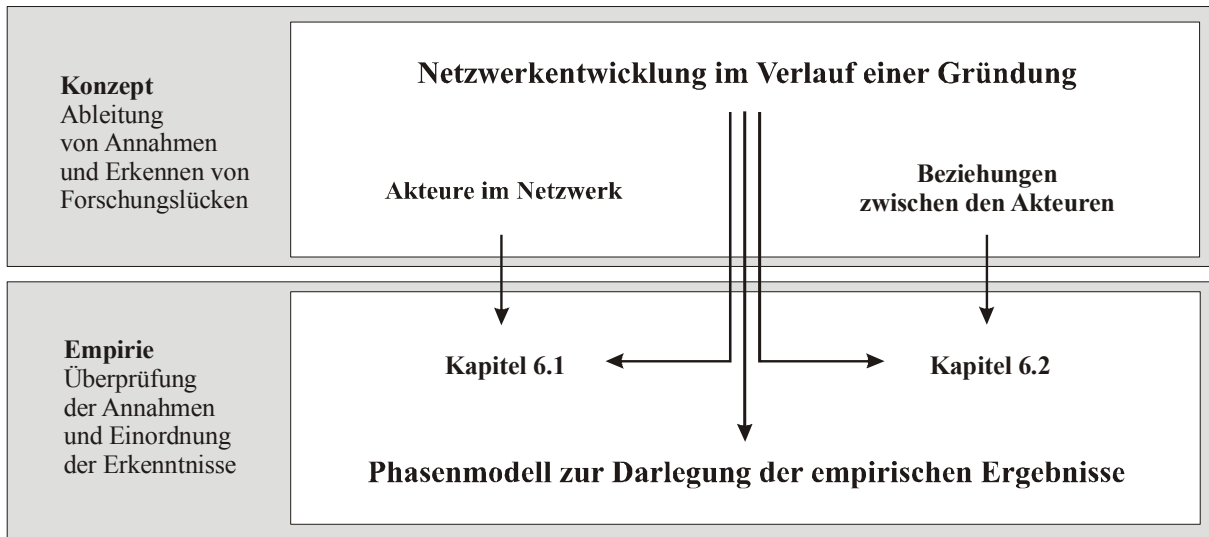 Konzept
Ableitung
von Annahmen
und Erkennen von
Forschungslücken
Netzwerkentwicklung im Verlauf einer Gründung
Akteure im Netzwerk
Beziehungen
zwischen den Akteuren
Empirie
Überprüfung
der Annahmen
und Einordnung
der Erkenntnisse
Kapitel 6.1
Kapitel 6.2
Phasenmodell zur Darlegung der empirischen Ergebnisse